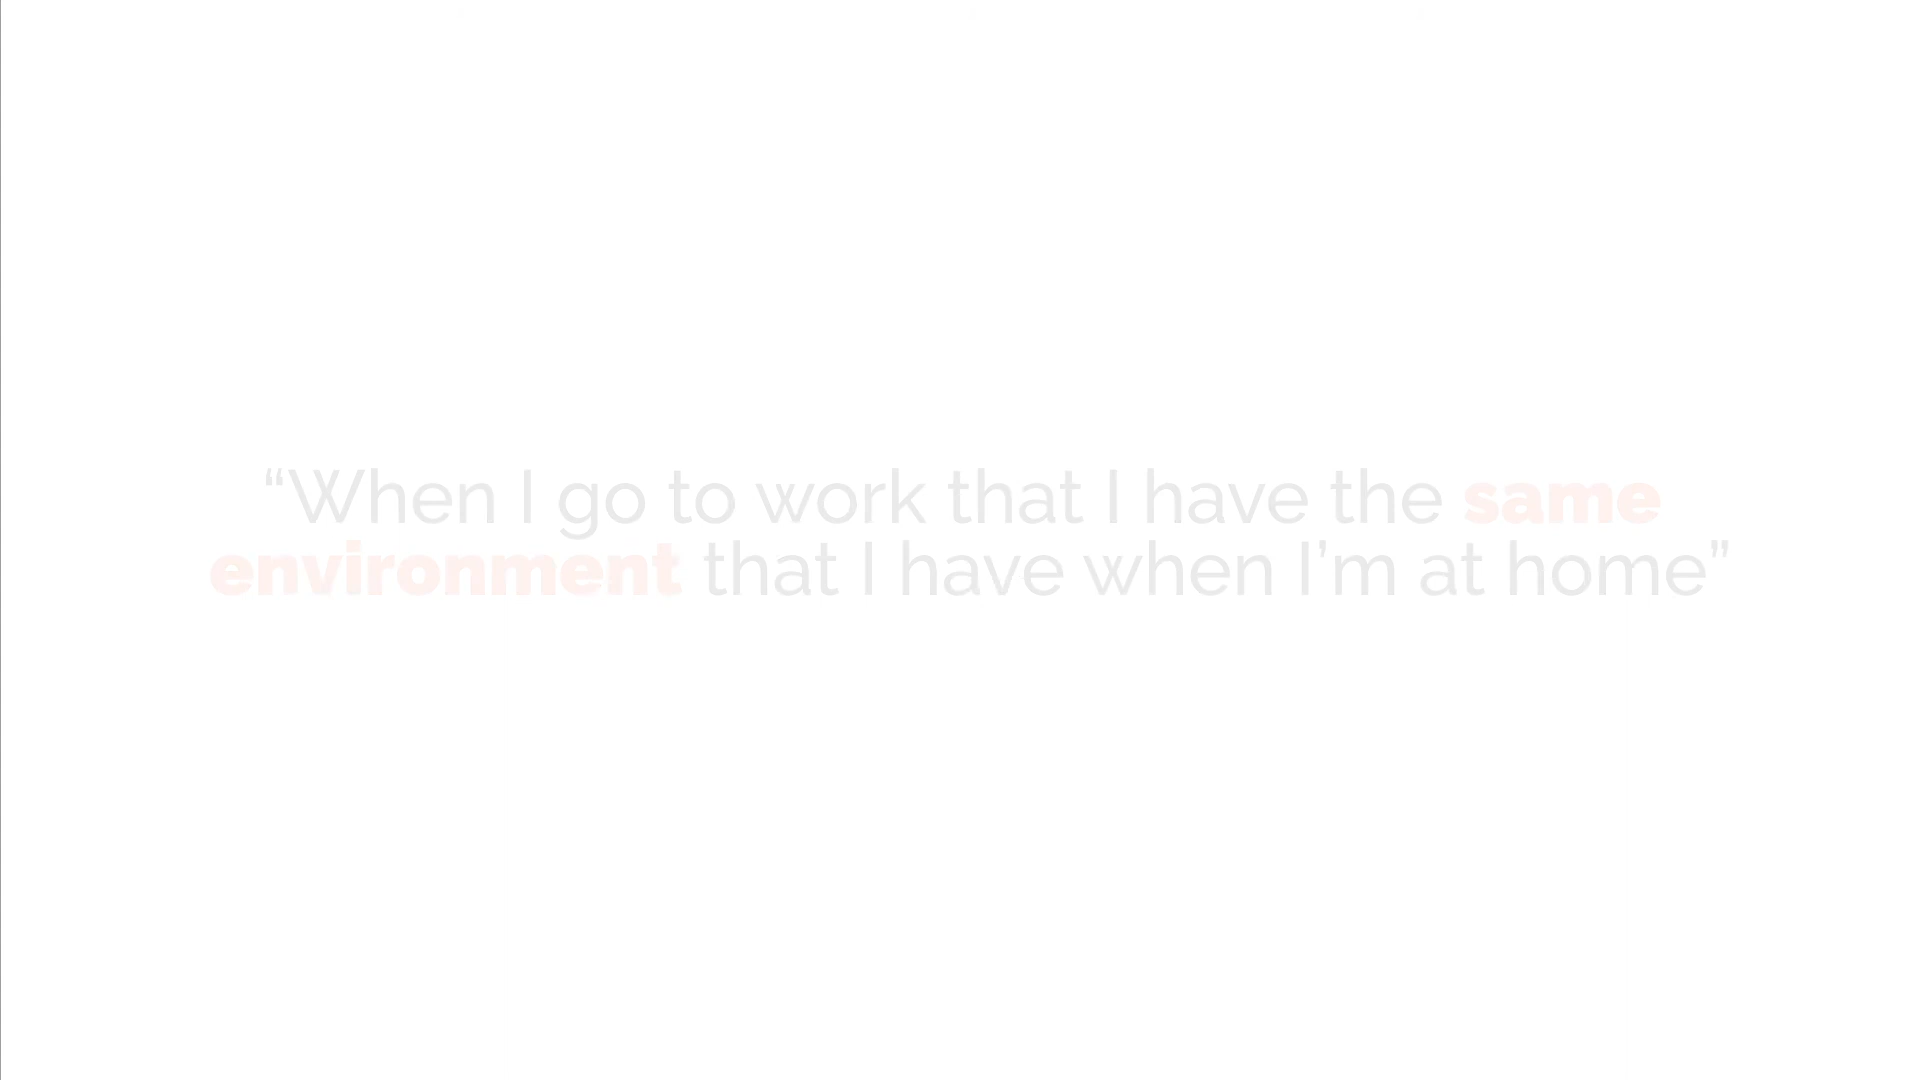 “When I go to work that I have the same
environment that I have when I’m at home”